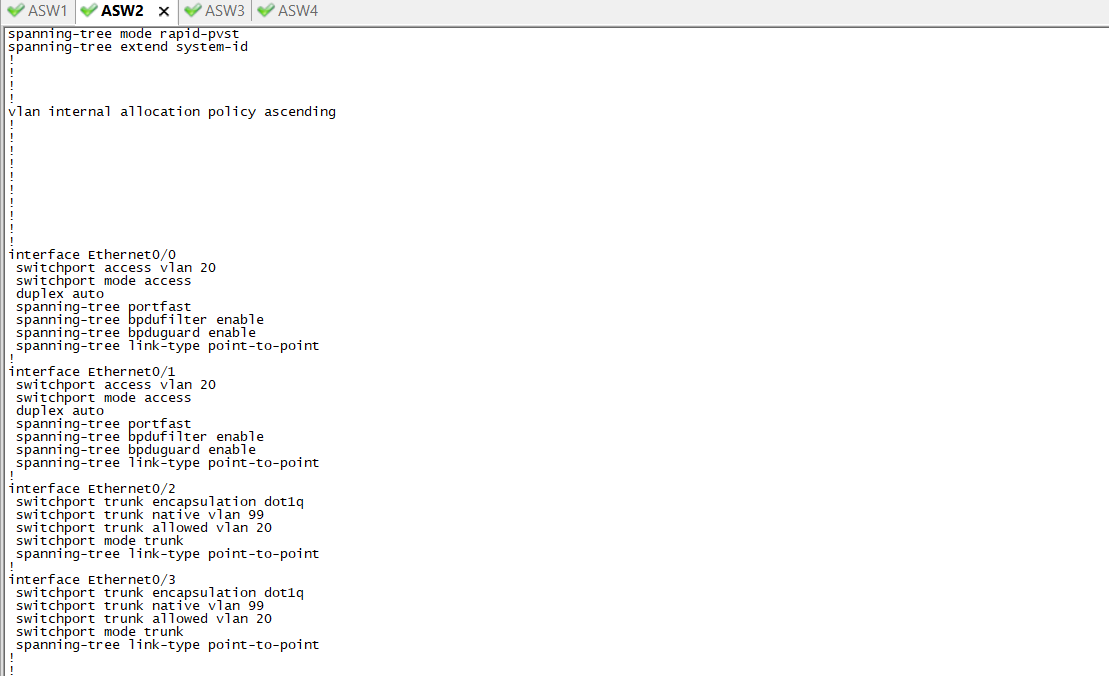 ASW1 ASW2 ASW3 ASW4
spanning-tree mode rapid-pvst
spanning-tree extend system-id
!
!
!
!
vlan internal allocation policy ascending
!
!
!
!
!
!
!
!
!
!
interface Ethernet0/0
 switchport access vlan 20
 switchport mode access
 duplex auto
 spanning-tree portfast
 spanning-tree bpdufilter enable
 spanning-tree bpduguard enable
 spanning-tree link-type point-to-point
!
interface Ethernet0/1
 switchport access vlan 20
 switchport mode access
 duplex auto
 spanning-tree portfast
 spanning-tree bpdufilter enable
 spanning-tree bpduguard enable
 spanning-tree link-type point-to-point
!
interface Ethernet0/2
 switchport trunk encapsulation dot1q
 switchport trunk native vlan 99
 switchport trunk allowed vlan 20
 switchport mode trunk
 spanning-tree link-type point-to-point
!
interface Ethernet0/3
 switchport trunk encapsulation dot1q
 switchport trunk native vlan 99
 switchport trunk allowed vlan 20
 switchport mode trunk
 spanning-tree link-type point-to-point
!
!